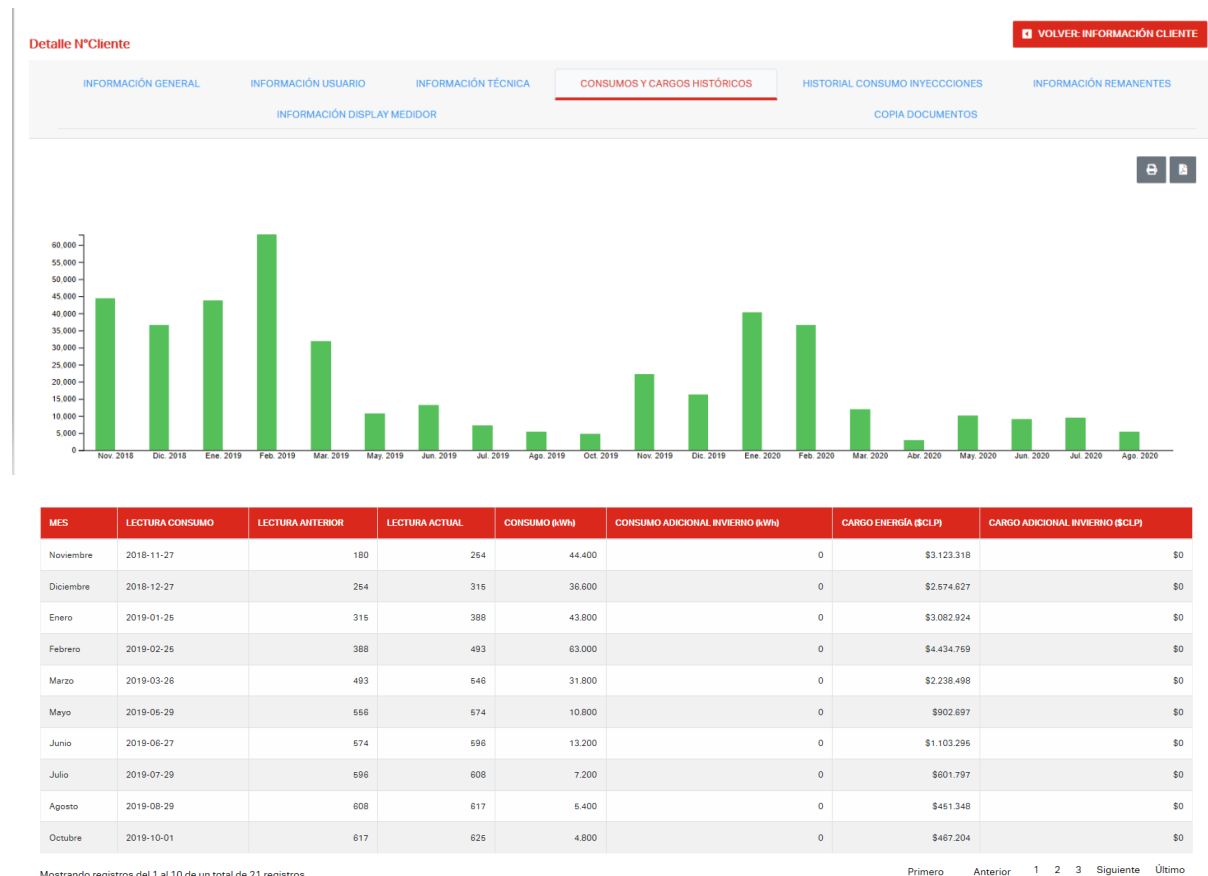 VOLVER: INFORMACIÓN CLIENTE
Detalle N°Cliente
INFORMACIÓN GENERAL INFORMACIÓN USUARIO INFORMACIÓN TÉCNICA CONSUMOS Y CARGOS HISTÓRICOS HISTORIAL CONSUMO INYECCCIONES INFORMACIÓN REMANENTES
INFORMACIÓN DISPLAY MEDIDOR COPIA DOCUMENTOS
60,000
55,000
50,000
45,000
40,000
35,000
30,000
25,000
20,000
15,000
10,000
5,000
0
Nov. 2018 Dic. 2018 Ene. 2019 Feb. 2019 Mar. 2019 May. 2019 Jun. 2019 Jul. 2019 Ago. 2019 Oct. 2019 Nov. 2019 Dic. 2019 Ene. 2020 Feb. 2020 Mar. 2020 Abr. 2020 May. 2020 Jun. 2020 Jul. 2020 Ago. 2020
MES LECTURA CONSUMO LECTURA ANTERIOR LECTURA ACTUAL CONSUMO (kWh) CONSUMO ADICIONAL INVIERNO (kWh) CARGO ENERGÍA ($CLP) CARGO ADICIONAL INVIERNO ($CLP)
Noviembre 2018-11-27 180 254 44.400 0 $3.123.318 $0
Diciembre 2018-12-27 254 315 36.600 0 $2.574.627 $0
Enero 2019-01-25 315 388 43.800 0 $3.082.924 $0
Febrero 2019-02-25 388 493 63.000 0 $4.434.759 $0
Marzo 2019-03-26 493 546 31.800 0 $2.238.498 $0
Mayo 2019-05-29 556 574 10.800 0 $902.697 $0
Junio 2019-06-27 574 596 13.200 0 $1.103.295 $0
Julio 2019-07-29 596 608 7.200 0 $601.797 $0
Agosto 2019-08-29 608 617 5.400 0 $451.348 $0
Octubre 2019-10-01 617 625 4.800 0 $467.204 $0
Mostrando registros del 1 al 10 de un total de 21 registros Primero Anterior 1 2 3 Siguiente Último